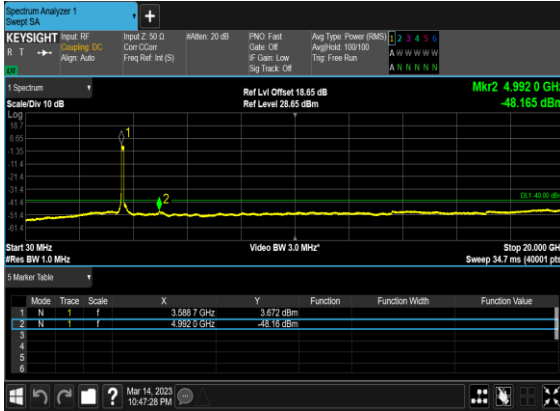 Spectrum Analyzer 1
Swept SA
+
KEYSIGHT Input: RF Input Z: 50 Ω #Atten: 20 dB PNO: Fast Avg Type: Power (RMS) 1 2 3 4 5 6
R T Coupling: DC Corr CCorr Gate: Off Avg|Hold: 100/100 A W W W W W
Align: Auto Freq Ref: Int (S) IF Gain: Low Trig: Free Run
Sig Track: Off A N N N N N
1 Spectrum Ref Lvl Offset 18.65 dB Mkr2 4.992 0 GHz
Scale/Div 10 dB Ref Level 28.65 dBm -48.165 dBm
Log
18.7
8.65
-1.35
-11.4
-21.4
-31.4
-41.4
-51.4
-61.4
1
2
DL1 -40.00 dBm
Start 30 MHz Video BW 3.0 MHz* Stop 20.000 GH
#Res BW 1.0 MHz Sweep 34.7 ms (40001 pts
5 Marker Table
Mode Trace Scale X Y Function Function Width Function Value
1 N 1 f 3.588 7 GHz 3.672 dBm
2 N 1 f 4.992 0 GHz -48.16 dBm
3
4
5
6
? Mar 14, 2023
10:47:28 PM